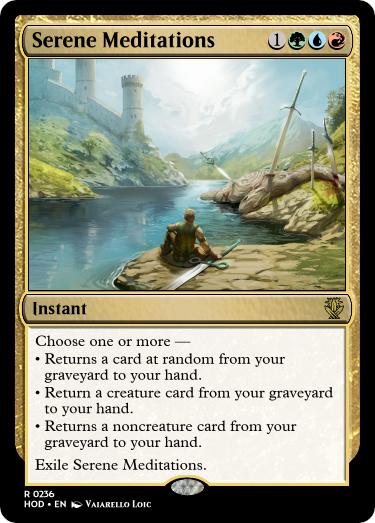 Serene Meditations 1
Instant
Choose one or more —
• Returns a card at random from your
graveyard to your hand.
• Return a creature card from your graveyard
to your hand.
• Returns a noncreature card from your
graveyard to your hand.
Exile Serene Meditations.
R 0236
HOD • EN Vaiarello Loic